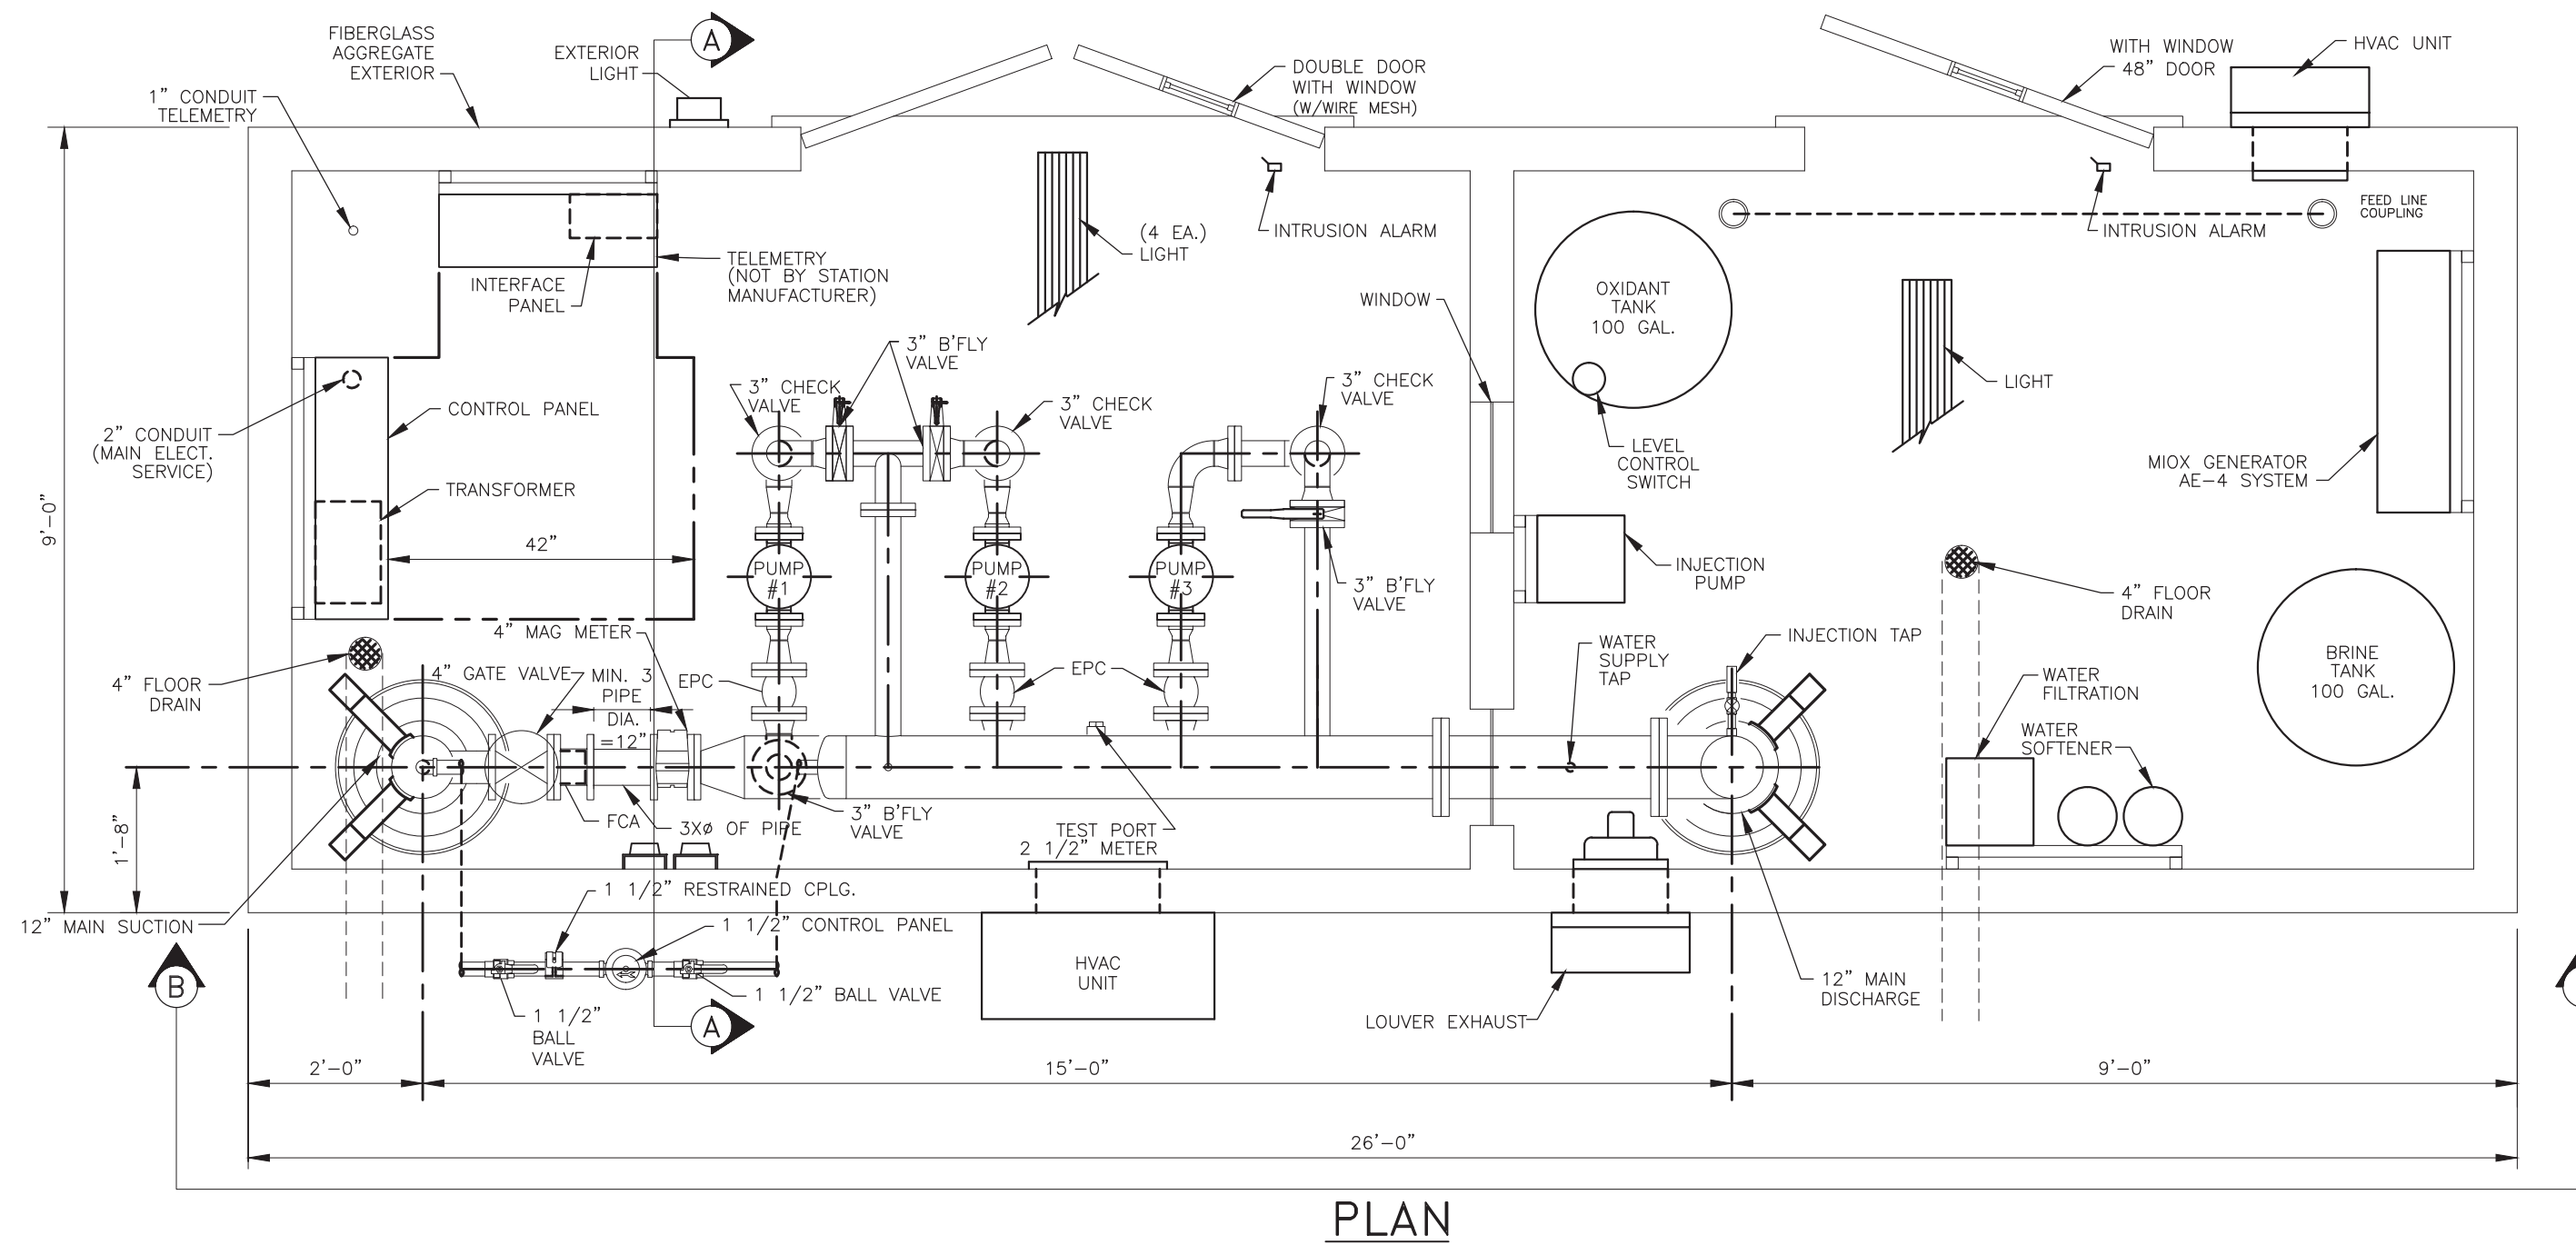 FIBERGLASS
AGGREGATE
EXTERIOR
EXTERIOR
LIGHT
A
1” CONDUIT
TELEMETRY
DOUBLE DOOR
WITH WINDOW
(W/WIRE MESH)
WITH WINDOW
48” DOOR
HVAC UNIT
INTERFACE
PANEL
TELEMETRY
(NOT BY STATION
MANUFACTURER)
(4 EA.)
LIGHT
INTRUSION ALARM
WINDOW
OXIDANT
TANK
100 GAL.
INTRUSION ALARM
FEED LINE
COUPLING
LIGHT
LEVEL
CONTROL
SWITCH
MIOX GENERATOR
AE–4 SYSTEM
3” B'FLY
VALVE
3” CHECK
VALVE
3” CHECK
VALVE
3” CHECK
VALVE
CONTROL PANEL
2” CONDUIT
(MAIN ELECT.
SERVICE)
TRANSFORMER
9'–0”
42”
PUMP
#1
PUMP
#2
PUMP
#3
3” B'FLY
VALVE
INJECTION
PUMP
4” FLOOR
DRAIN
BRINE
TANK
100 GAL.
4” MAG METER
4” GATE VALVE
MIN. 3
PIPE
DIA.
=12”
EPC
EPC
4” FLOOR
DRAIN
WATER
SUPPLY
TAP
INJECTION TAP
WATER
FILTRATION
WATER
SOFTENER
1'–8”
FCA
3XØ OF PIPE
3” B'FLY
VALVE
TEST PORT
2 1/2” METER
12” MAIN SUCTION
1 1/2” RESTRAINED CPLG.
1 1/2” CONTROL PANEL
1 1/2” BALL VALVE
1 1/2”
BALL
VALVE
B
A
HVAC
UNIT
LOUVER EXHAUST
12” MAIN
DISCHARGE
2'–0”
15'–0”
9'–0”
26'–0”
PLAN